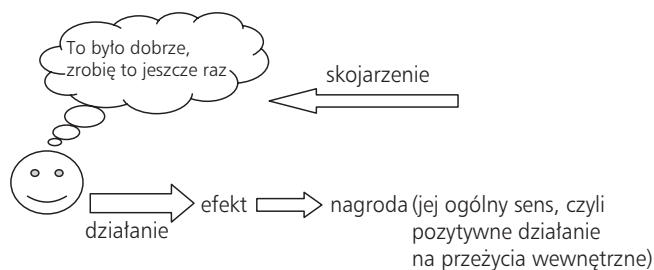 To było dobrze,
zrobię to jeszcze raz
skojarzenie
działanie
efekt
nagroda (jej ogólny sens, czyli
pozytywne działanie
na przeżycia wewnętrzne)